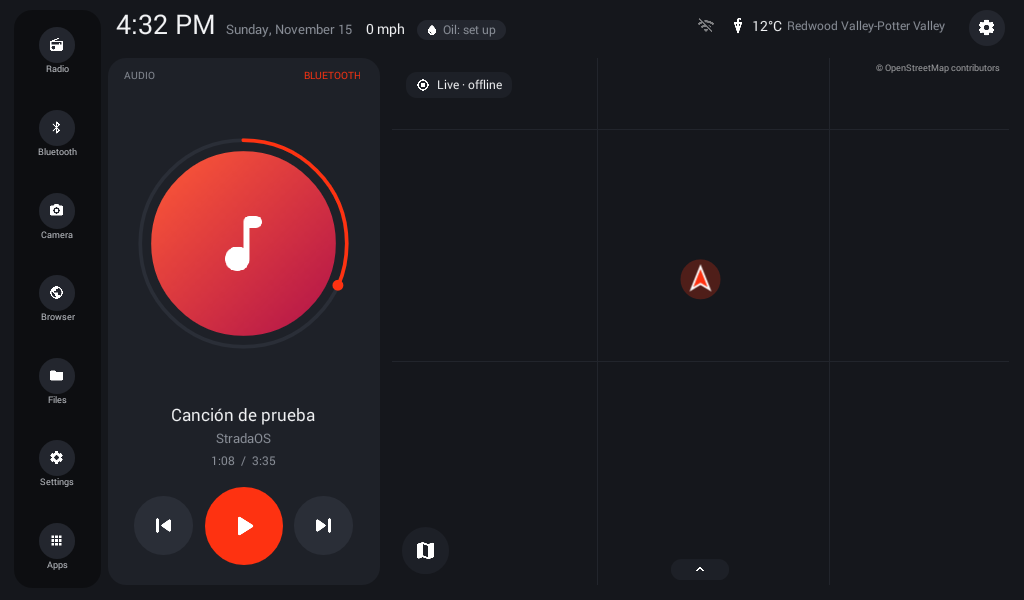 4:32 PM Sunday, November 15 0 mph Oil: set up 12°C Redwood Valley-Potter Valley
Radio
Bluetooth
Camera
Browser
Files
Settings
Apps
AUDIO BLUETOOTH
Canción de prueba
StradaOS
1:08 / 3:35
Live · offline
© OpenStreetMap contributors